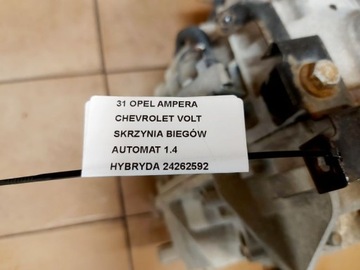 31 OPEL AMPERA
CHEVROLET VOLT
SKRZYNIA BIEGÓW
AUTOMAT 1.4
HYBRYDA 24262592